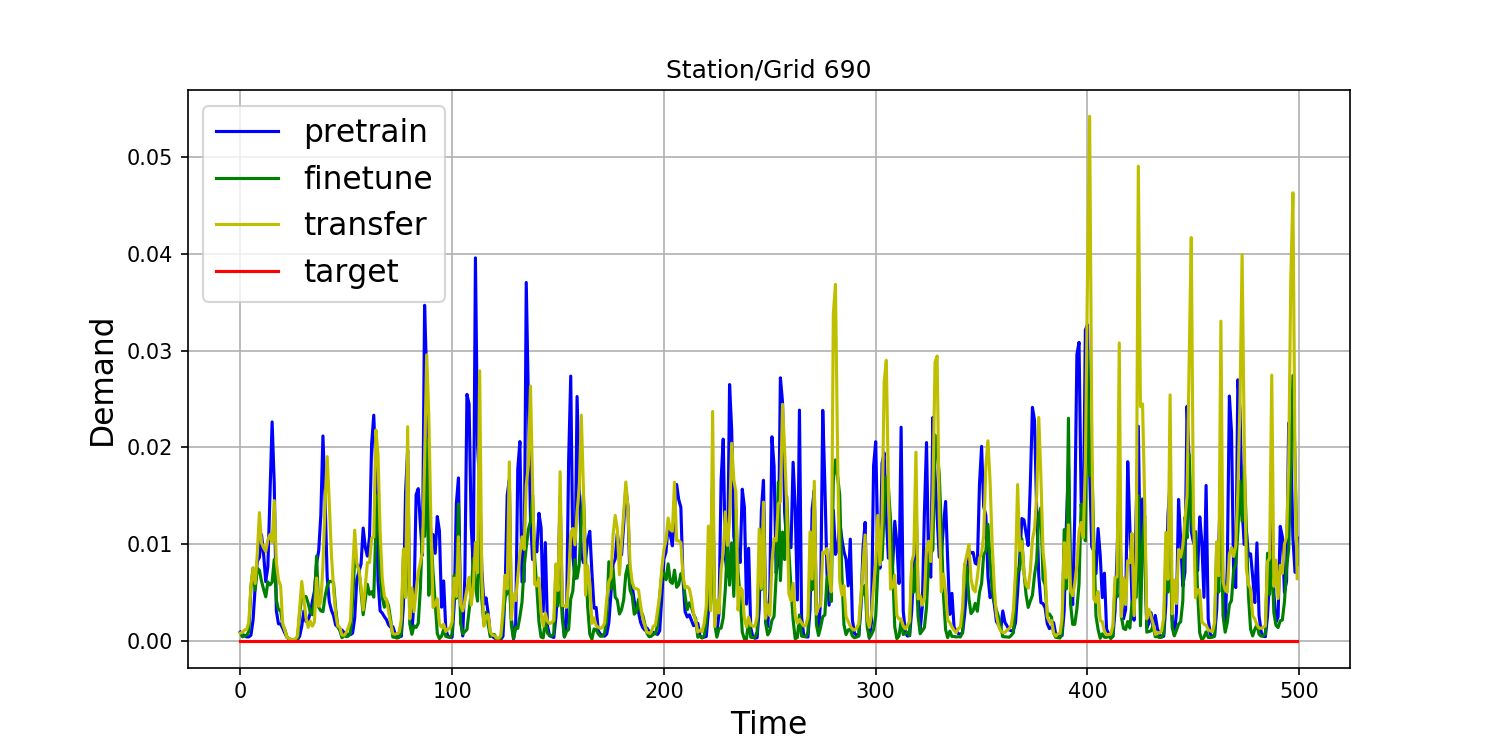 Station/Grid 690
pretrain
finetune
transfer
target
0.05
0.04
0.03
0.02
0.01
0.00
Demand
0 100 200 300 400 500
Time